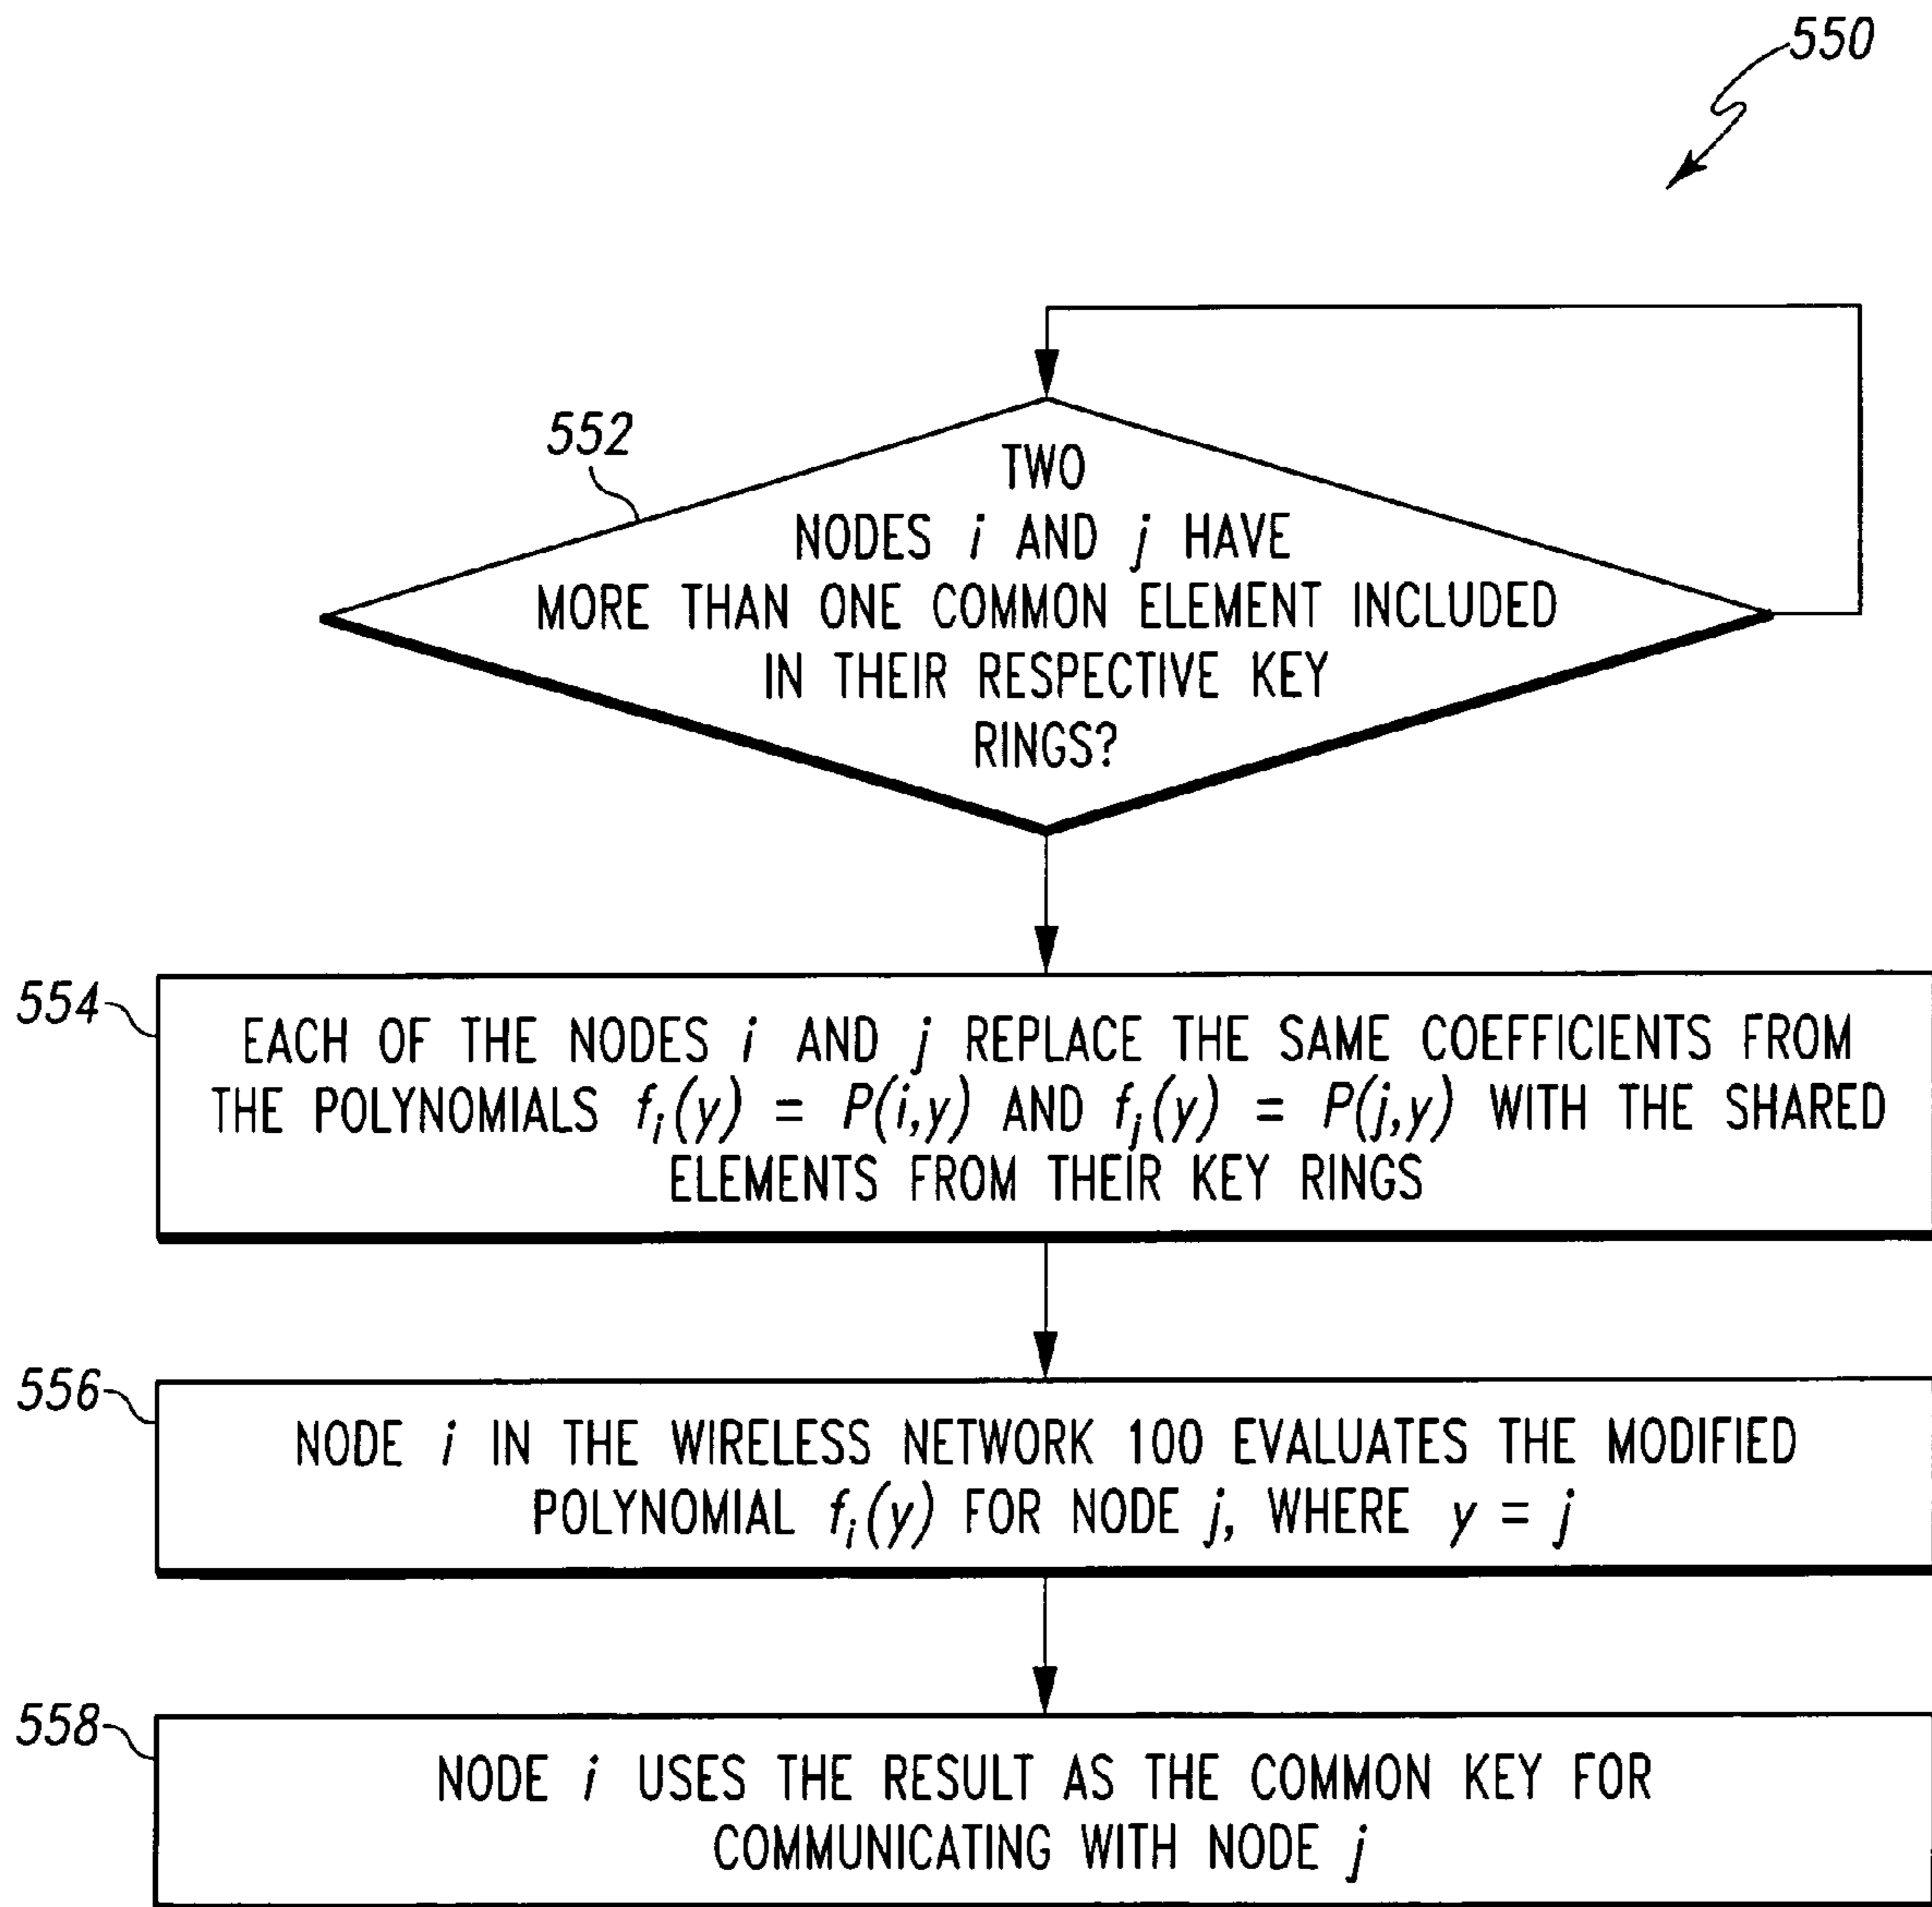 550
552
TWO
NODES i AND j HAVE
MORE THAN ONE COMMON ELEMENT INCLUDED
IN THEIR RESPECTIVE KEY
RINGS?
554
EACH OF THE NODES i AND j REPLACE THE SAME COEFFICIENTS FROM
THE POLYNOMIALS fi(y) = P(i,y) AND fj(y) = P(j,y) WITH THE SHARED
ELEMENTS FROM THEIR KEY RINGS
556
NODE i IN THE WIRELESS NETWORK 100 EVALUATES THE MODIFIED
POLYNOMIAL fi(y) FOR NODE j, WHERE y = j
558
NODE i USES THE RESULT AS THE COMMON KEY FOR
COMMUNICATING WITH NODE j